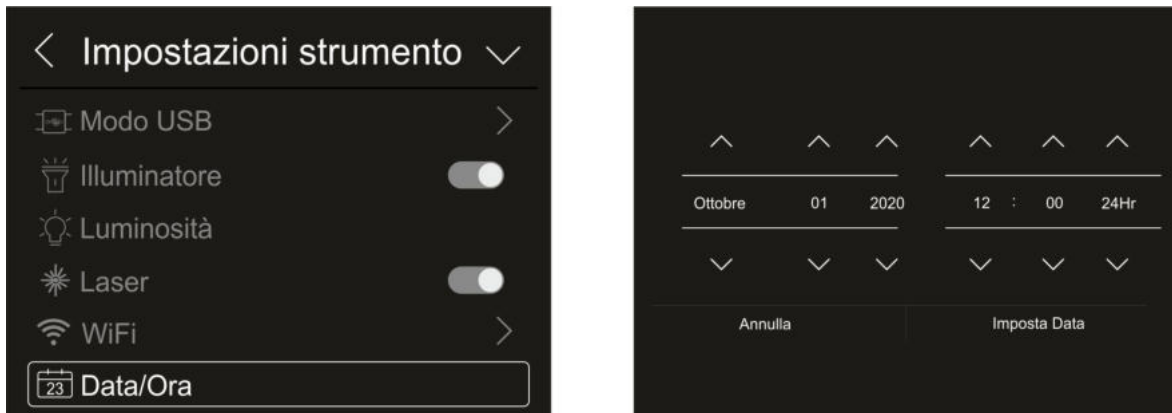 Impostazioni strumento
Modo USB
Illuminatore
Luminosità
Laser
WiFi
23 Data/Ora
Ottobre 01 2020 12 : 00 24Hr
Annulla Imposta Data